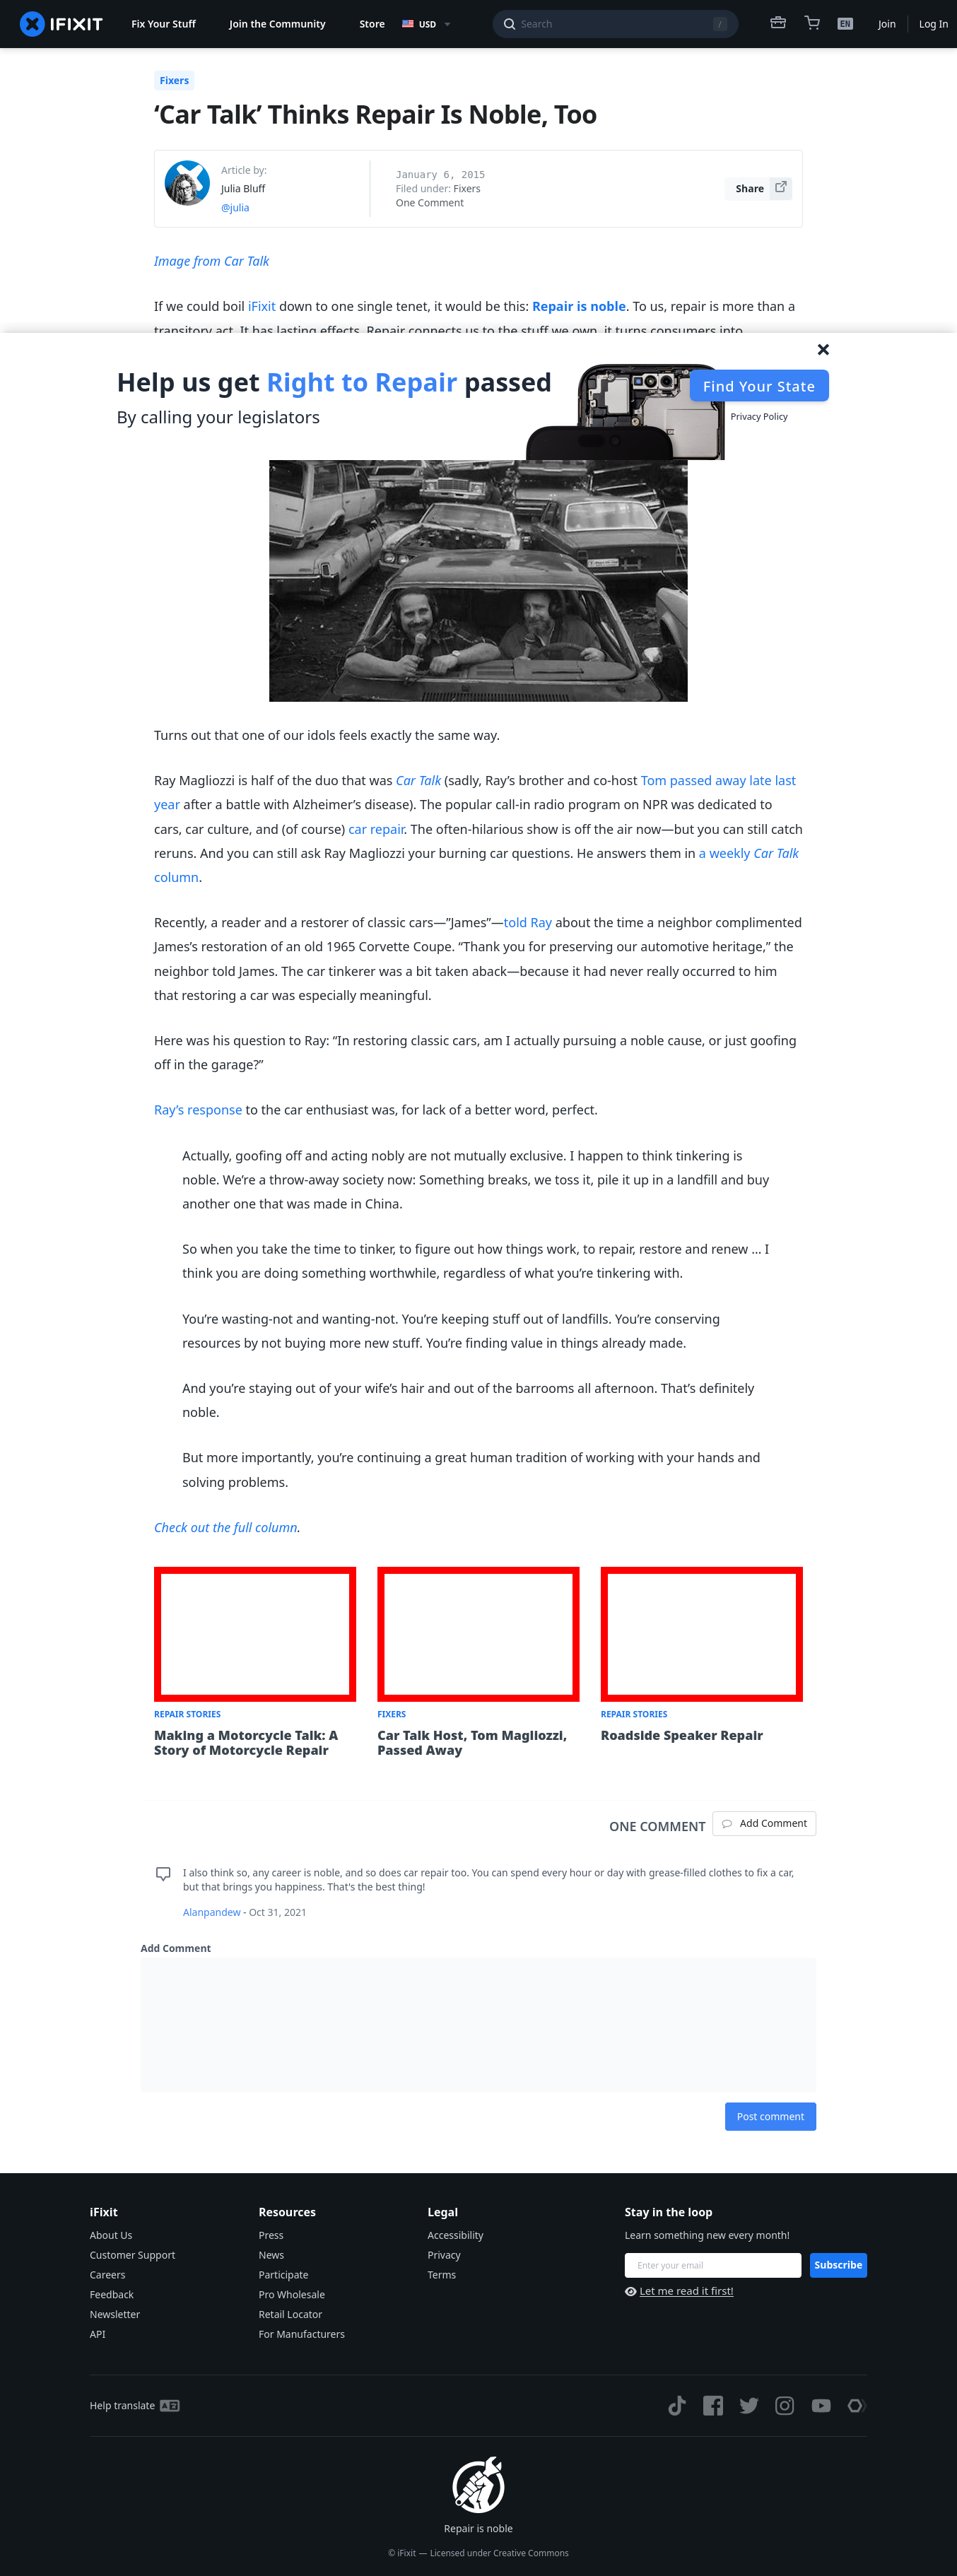 IFIXIT
Fix Your Stuff
Join the Community
Store
USD
Search
/
EN
Join
Log In
Fixers
‘Car Talk’ Thinks Repair Is Noble, Too
Article by:
Julia Bluff
@julia
January 6, 2015
Filed under: Fixers
One Comment
Share
Image from Car Talk
If we could boil iFixit down to one single tenet, it would be this: Repair is noble. To us, repair is more than a
transitory act. It has lasting effects. Repair connects us to the stuff we own, it turns consumers into
Help us get Right to Repair passed
By calling your legislators
Find Your State
Privacy Policy
Turns out that one of our idols feels exactly the same way.
Ray Magliozzi is half of the duo that was Car Talk (sadly, Ray’s brother and co-host Tom passed away late last
year after a battle with Alzheimer’s disease). The popular call-in radio program on NPR was dedicated to
cars, car culture, and (of course) car repair. The often-hilarious show is off the air now—but you can still catch
reruns. And you can still ask Ray Magliozzi your burning car questions. He answers them in a weekly Car Talk
column.
Recently, a reader and a restorer of classic cars—”James”—told Ray about the time a neighbor complimented
James’s restoration of an old 1965 Corvette Coupe. “Thank you for preserving our automotive heritage,” the
neighbor told James. The car tinkerer was a bit taken aback—because it had never really occurred to him
that restoring a car was especially meaningful.
Here was his question to Ray: “In restoring classic cars, am I actually pursuing a noble cause, or just goofing
off in the garage?”
Ray’s response to the car enthusiast was, for lack of a better word, perfect.
Actually, goofing off and acting nobly are not mutually exclusive. I happen to think tinkering is
noble. We’re a throw-away society now: Something breaks, we toss it, pile it up in a landfill and buy
another one that was made in China.
So when you take the time to tinker, to figure out how things work, to repair, restore and renew … I
think you are doing something worthwhile, regardless of what you’re tinkering with.
You’re wasting-not and wanting-not. You’re keeping stuff out of landfills. You’re conserving
resources by not buying more new stuff. You’re finding value in things already made.
And you’re staying out of your wife’s hair and out of the barrooms all afternoon. That’s definitely
noble.
But more importantly, you’re continuing a great human tradition of working with your hands and
solving problems.
Check out the full column.
REPAIR STORIES
Making a Motorcycle Talk: A
Story of Motorcycle Repair
FIXERS
Car Talk Host, Tom Magliozzi,
Passed Away
REPAIR STORIES
Roadside Speaker Repair
ONE COMMENT
Add Comment
I also think so, any career is noble, and so does car repair too. You can spend every hour or day with grease-filled clothes to fix a car,
but that brings you happiness. That's the best thing!
Alanpandew - Oct 31, 2021
Add Comment
Post comment
iFixit
About Us
Customer Support
Careers
Feedback
Newsletter
API
Resources
Press
News
Participate
Pro Wholesale
Retail Locator
For Manufacturers
Legal
Accessibility
Privacy
Terms
Stay in the loop
Learn something new every month!
Enter your email
Subscribe
Let me read it first!
Help translate
Repair is noble
© iFixit — Licensed under Creative Commons